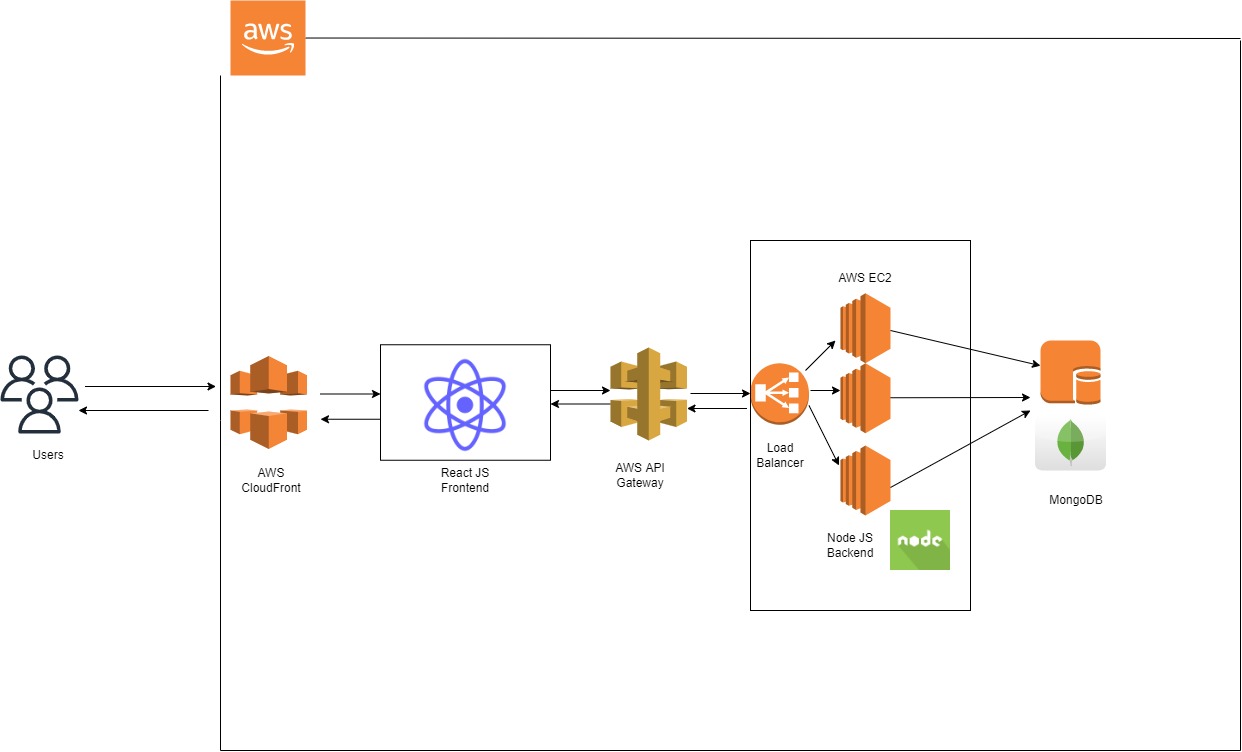 aws
AWS EC2
Users
AWS
CloudFront
React JS
Frontend
AWS API
Gateway
Load
Balancer
Node JS
Backend
node
MongoDB